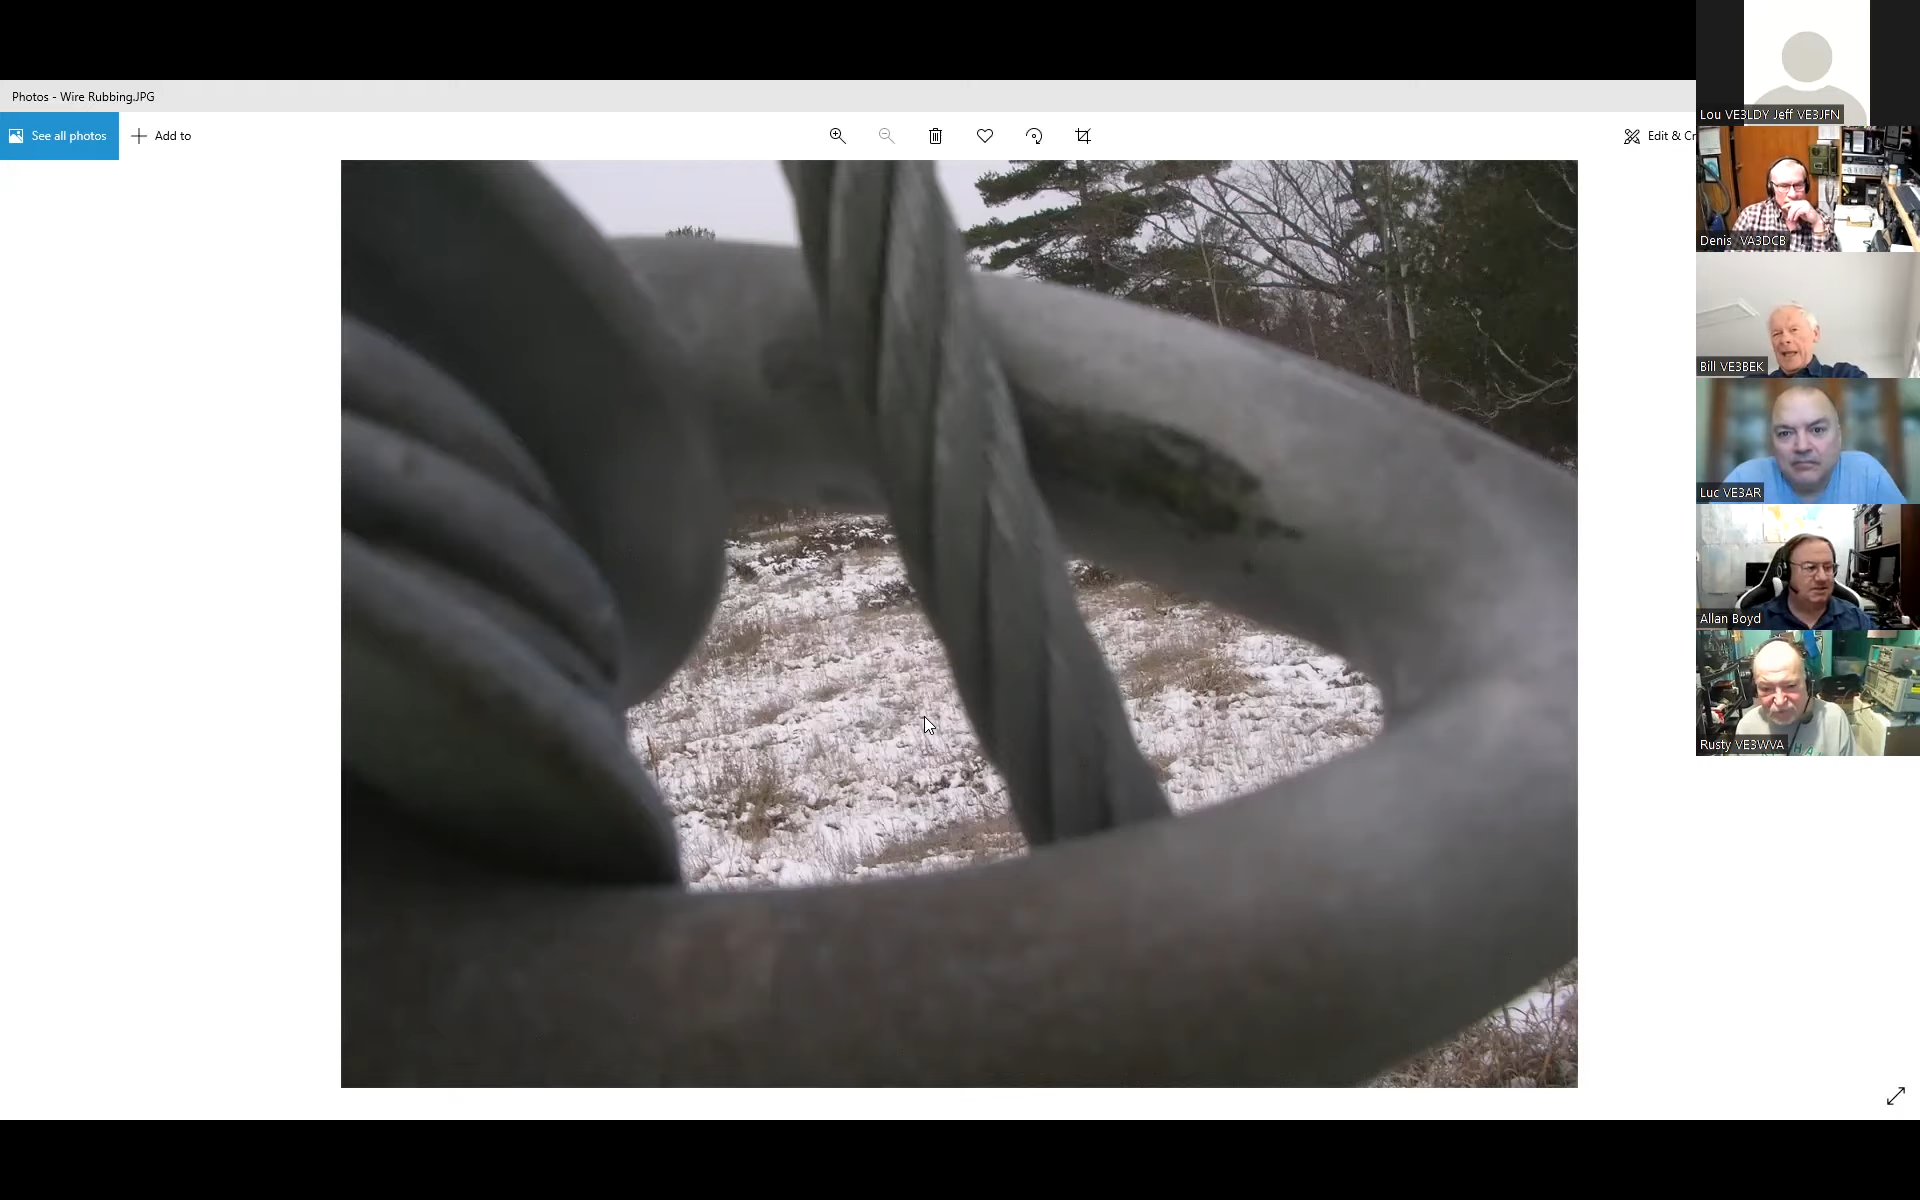 Photos - Wire Rubbing.JPG
See all photos
Add to
Edit & Cr
Lou VE3LDY Jeff VE3JFN
Denis VA3DCB
Bill VE3BEK
Luc VE3AR
Allan Boyd
Rusty VE3WVA